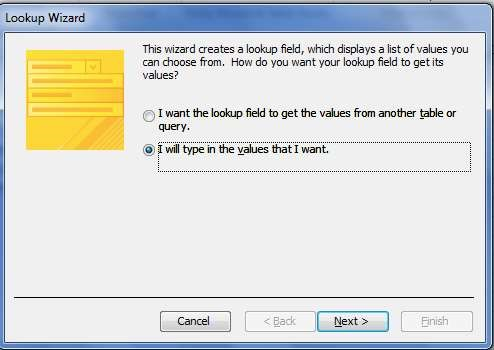 Lookup Wizard
This wizard creates a lookup field, which displays a list of values you
can choose from.  How do you want your lookup field to get its
values?
I want the lookup field to get the values from another table or
query.
I will type in the values that I want.
Cancel
< Back
Next >
Finish